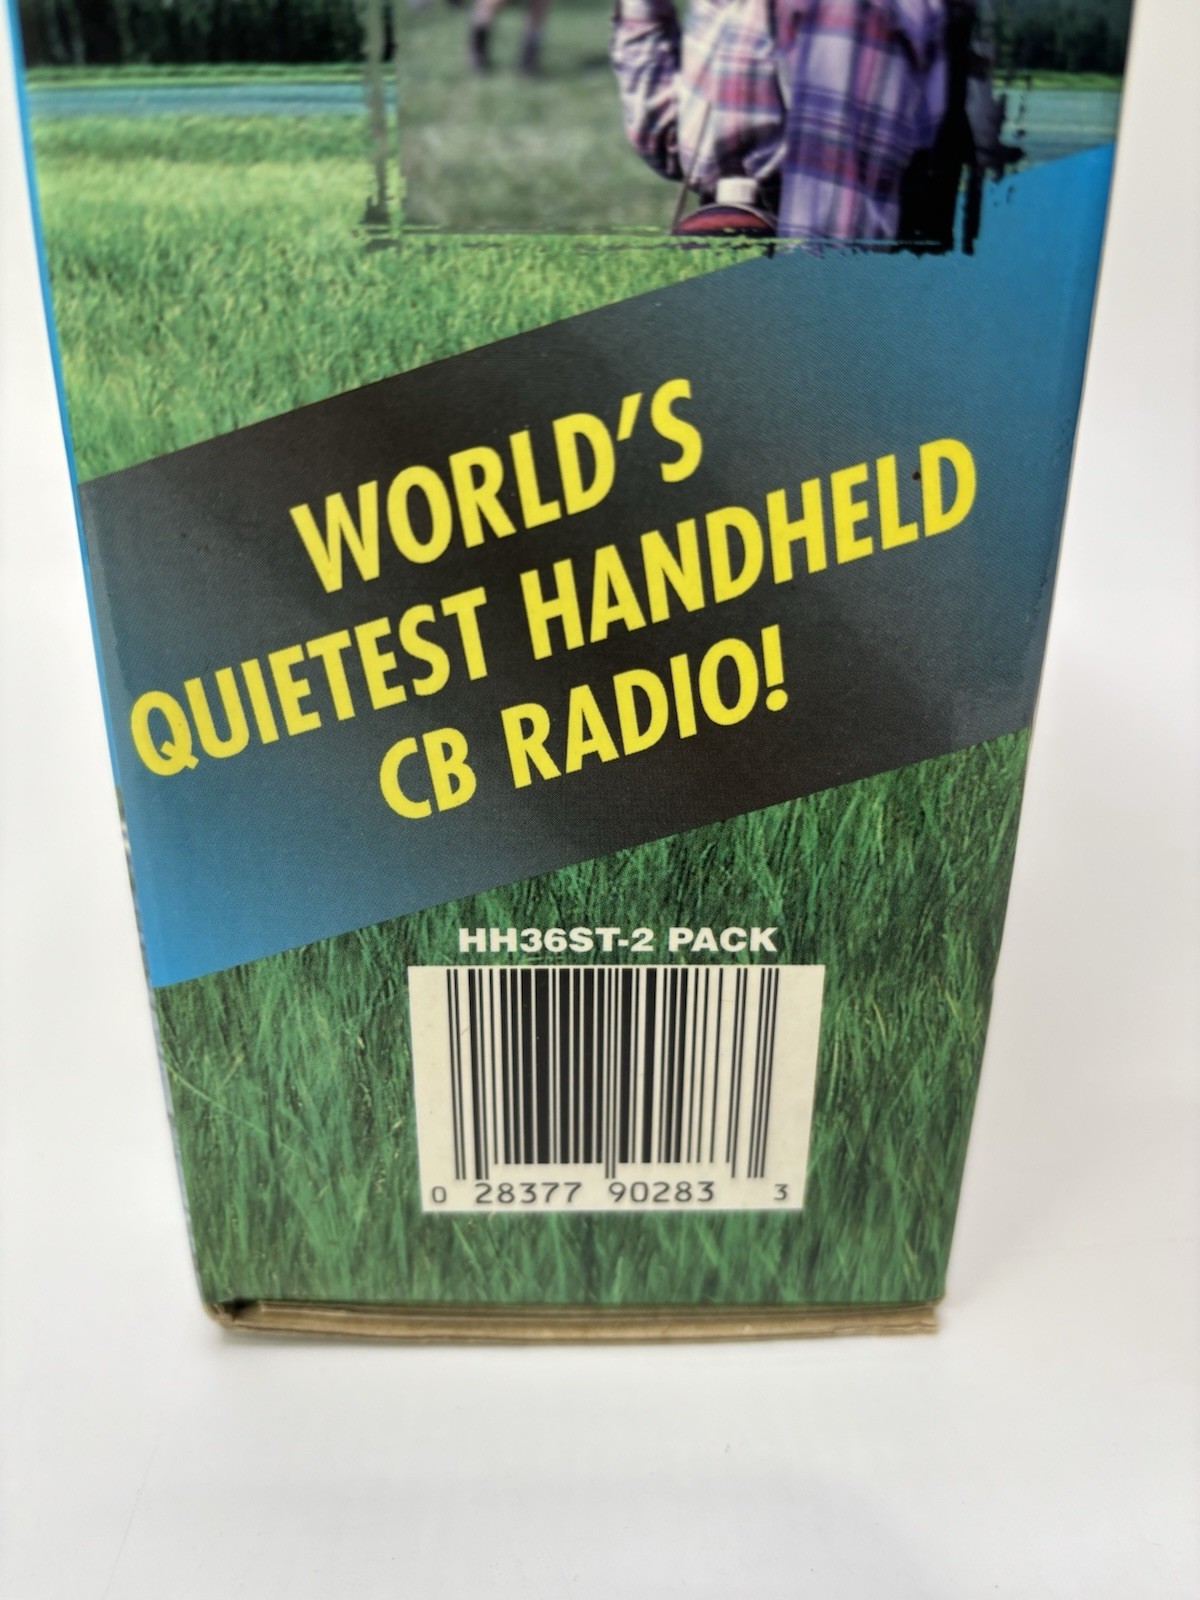 WORLD'S
QUIETEST HANDHELD
CB RADIO!
HH36ST-2 PACK
0 28377 90283 3